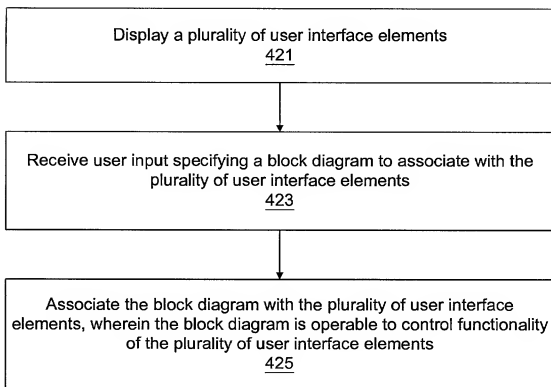 Display a plurality of user interface elements
421
Receive user input specifying a block diagram to associate with the
plurality of user interface elements
423
Associate the block diagram with the plurality of user interface
elements, wherein the block diagram is operable to control functionality
of the plurality of user interface elements
425